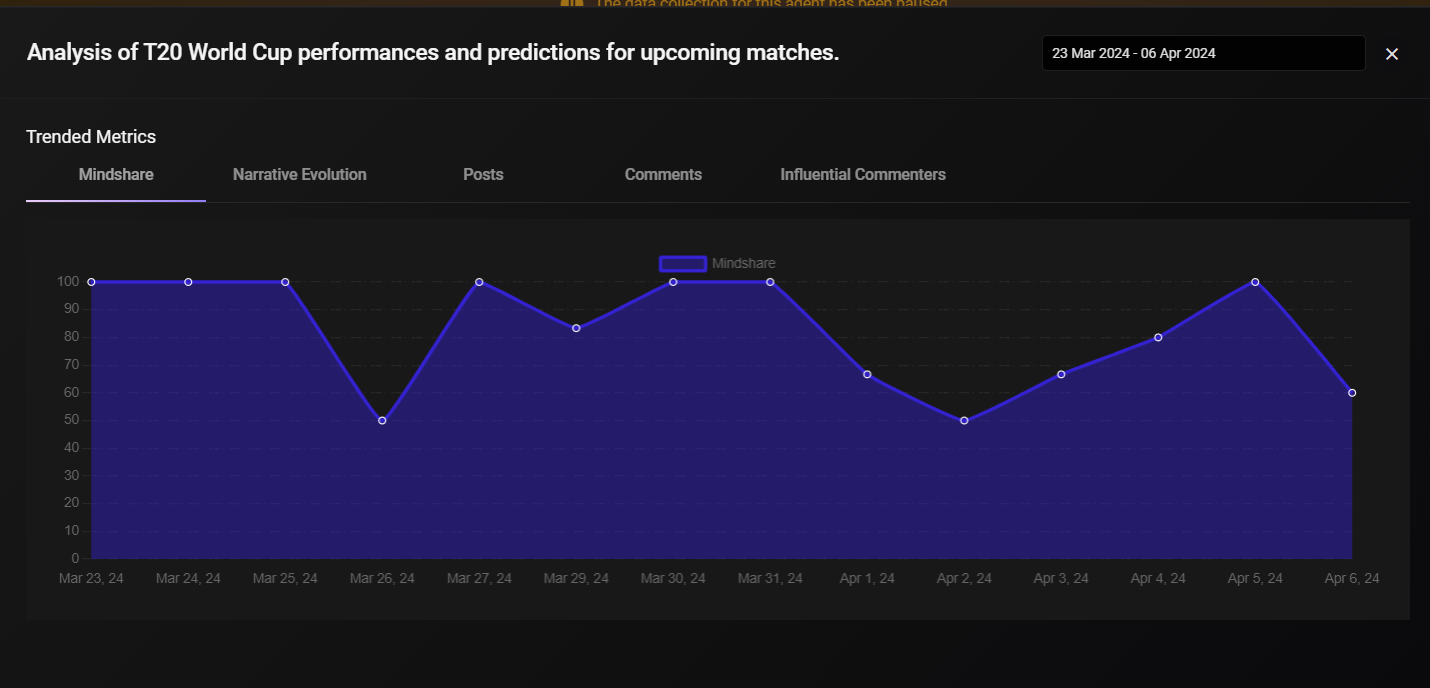 The data collection for this agent has been paused
Analysis of T20 World Cup performances and predictions for upcoming matches.
23 Mar 2024 - 06 Apr 2024
Trended Metrics
Mindshare
Narrative Evolution
Posts
Comments
Influential Commenters
Mindshare
100
90
80
70
60
50
40
30
20
10
0
Mar 23, 24
Mar 24, 24
Mar 25, 24
Mar 26, 24
Mar 27, 24
Mar 29, 24
Mar 30, 24
Mar 31, 24
Apr 1, 24
Apr 2, 24
Apr 3, 24
Apr 4, 24
Apr 5, 24
Apr 6, 24